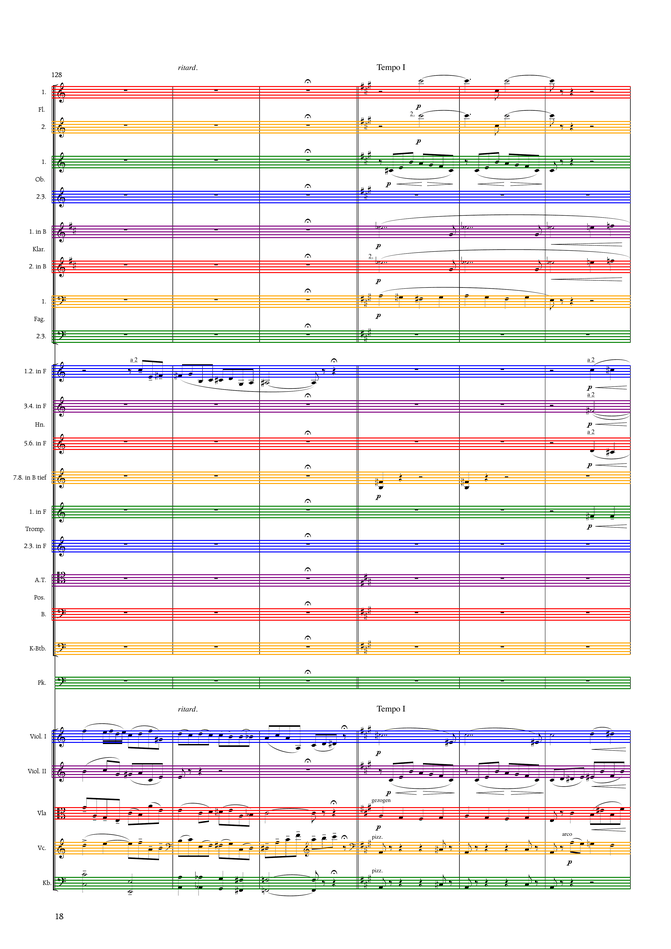 ritard. Tempo I
128
1.
Fl.
2.
2.
p
p
1.
Ob.
p
2.3.
1. in B
p
Klar.
2. in B
2.
p
1.
p
Fag.
2.3.
1.2. in F
a 2
a 2
p
3.4. in F
a 2
Hn.
p
5.6. in F
a 2
p
7.8. in B tief
p
1. in F
p
Tromp.
2.3. in F
A.T.
Pos.
B.
K-Btb.
Pk.
ritard. Tempo I
Viol. I
p
Viol. II
p
Vla
gezogen
p
Vc.
pizz.
arco
p
Kb.
pizz.
18